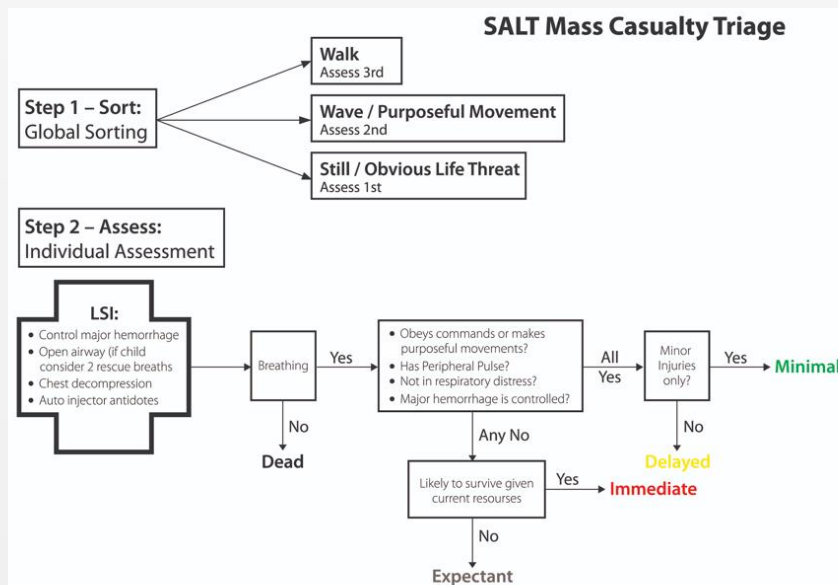 SALT Mass Casualty Triage
Step 1 – Sort:
Global Sorting
Walk
Assess 3rd
Wave / Purposeful Movement
Assess 2nd
Still / Obvious Life Threat
Assess 1st
Step 2 – Assess:
Individual Assessment
LSI:
• Control major hemorrhage
• Open airway (if child
consider 2 rescue breaths
• Chest decompression
• Auto injector antidotes
Breathing
Yes
No
Dead
• Obeys commands or makes
purposeful movements?
• Has Peripheral Pulse?
• Not in respiratory distress?
• Major hemorrhage is controlled?
All
Yes
Minor
Injuries
only?
Yes
Minimal
No
Delayed
Any No
Likely to survive given
current resourses
Yes
Immediate
No
Expectant